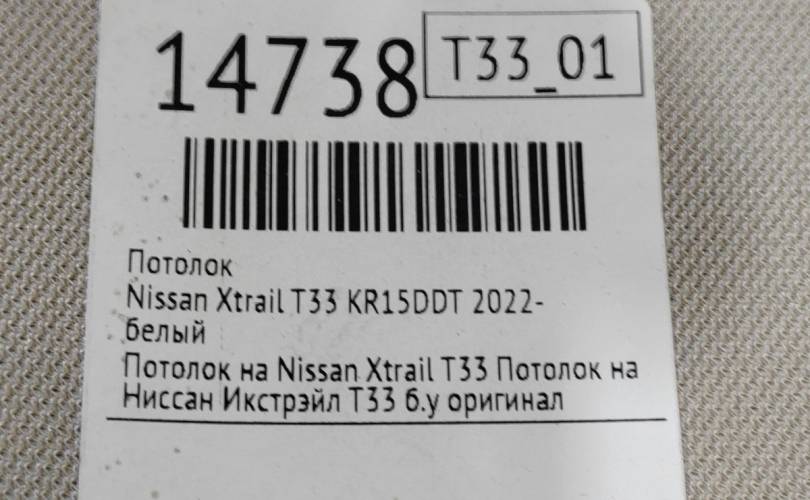 14738
T33_01
Потолок
Nissan Xtrail T33 KR15DDT 2022-
белый
Потолок на Nissan Xtrail T33 Потолок на
Ниссан Икстрэйл Т33 б.у оригинал